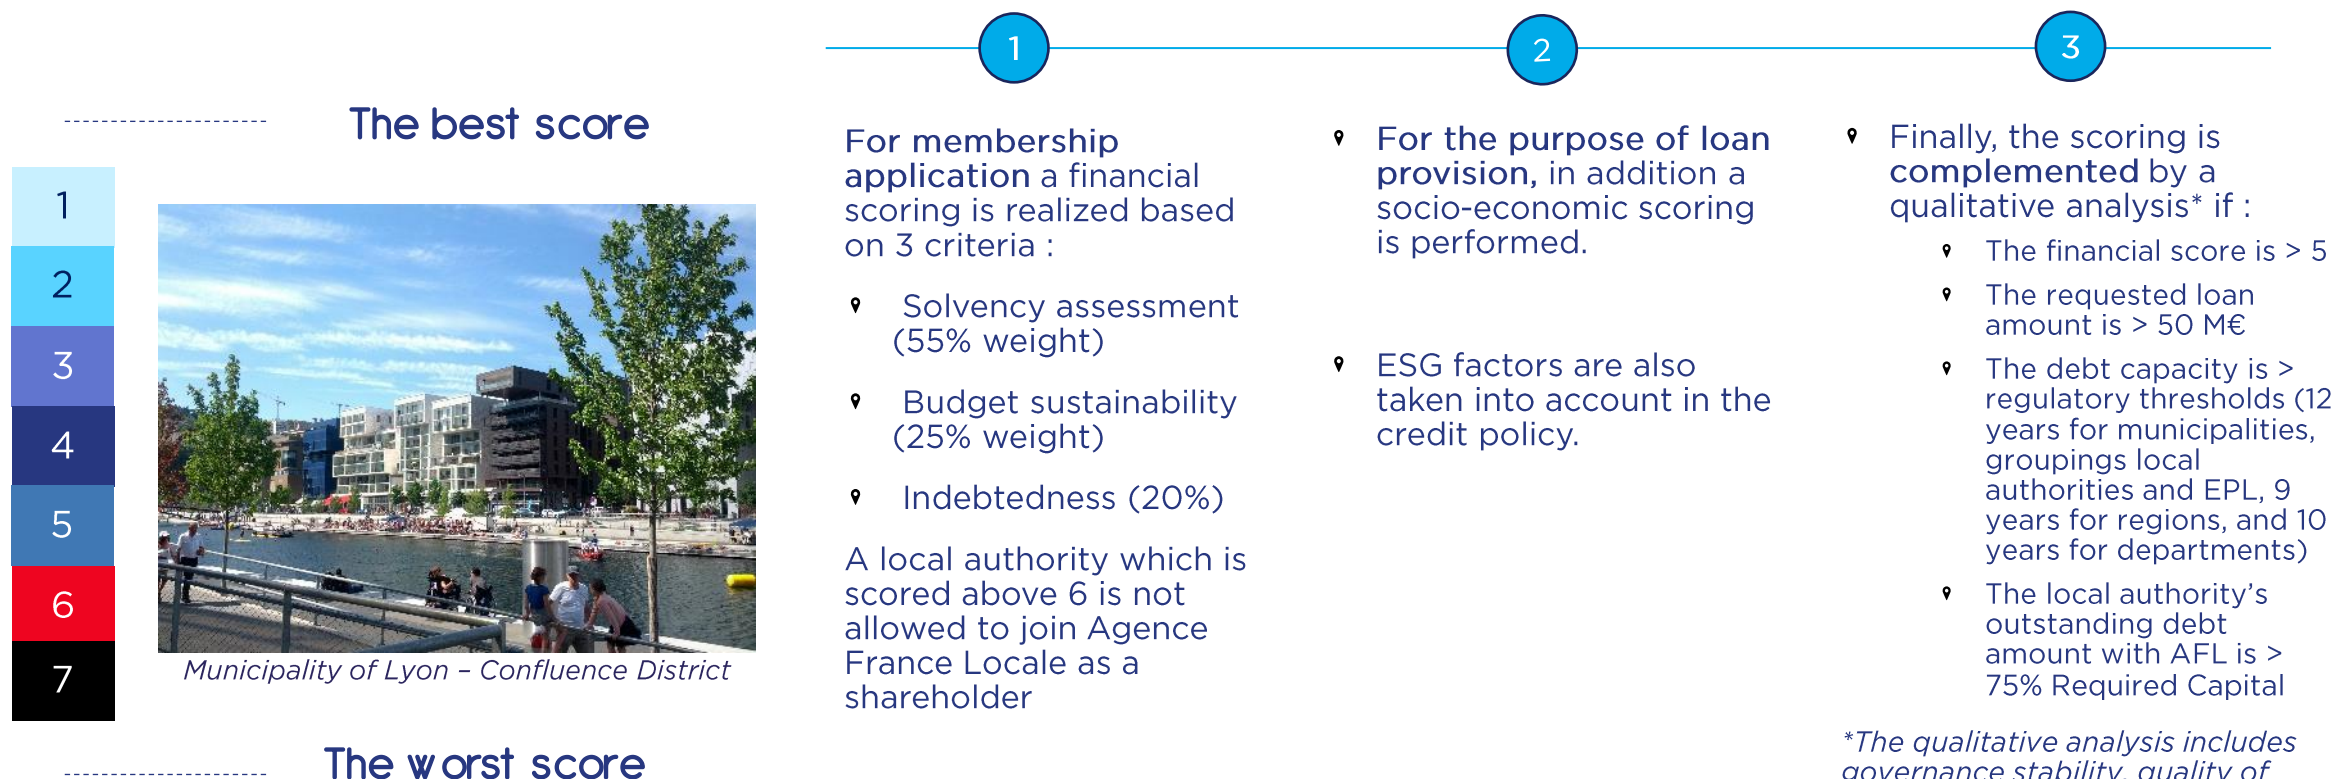 The best score
1
2
3
4
5
6
7
Municipality of Lyon – Confluence District
The worst score
1
For membership
application a financial
scoring is realized based
on 3 criteria :
Solvency assessment
(55% weight)
Budget sustainability
(25% weight)
Indebtedness (20%)
A local authority which is
scored above 6 is not
allowed to join Agence
France Locale as a
shareholder
2
For the purpose of loan
provision, in addition a
socio-economic scoring
is performed.
ESG factors are also
taken into account in the
credit policy.
3
Finally, the scoring is
complemented by a
qualitative analysis* if :
The financial score is > 5
The requested loan
amount is > 50 M€
The debt capacity is >
regulatory thresholds (12
years for municipalities,
groupings local
authorities and EPL, 9
years for regions, and 10
years for departments)
The local authority’s
outstanding debt
amount with AFL is >
75% Required Capital
*The qualitative analysis includes
governance stability, quality of